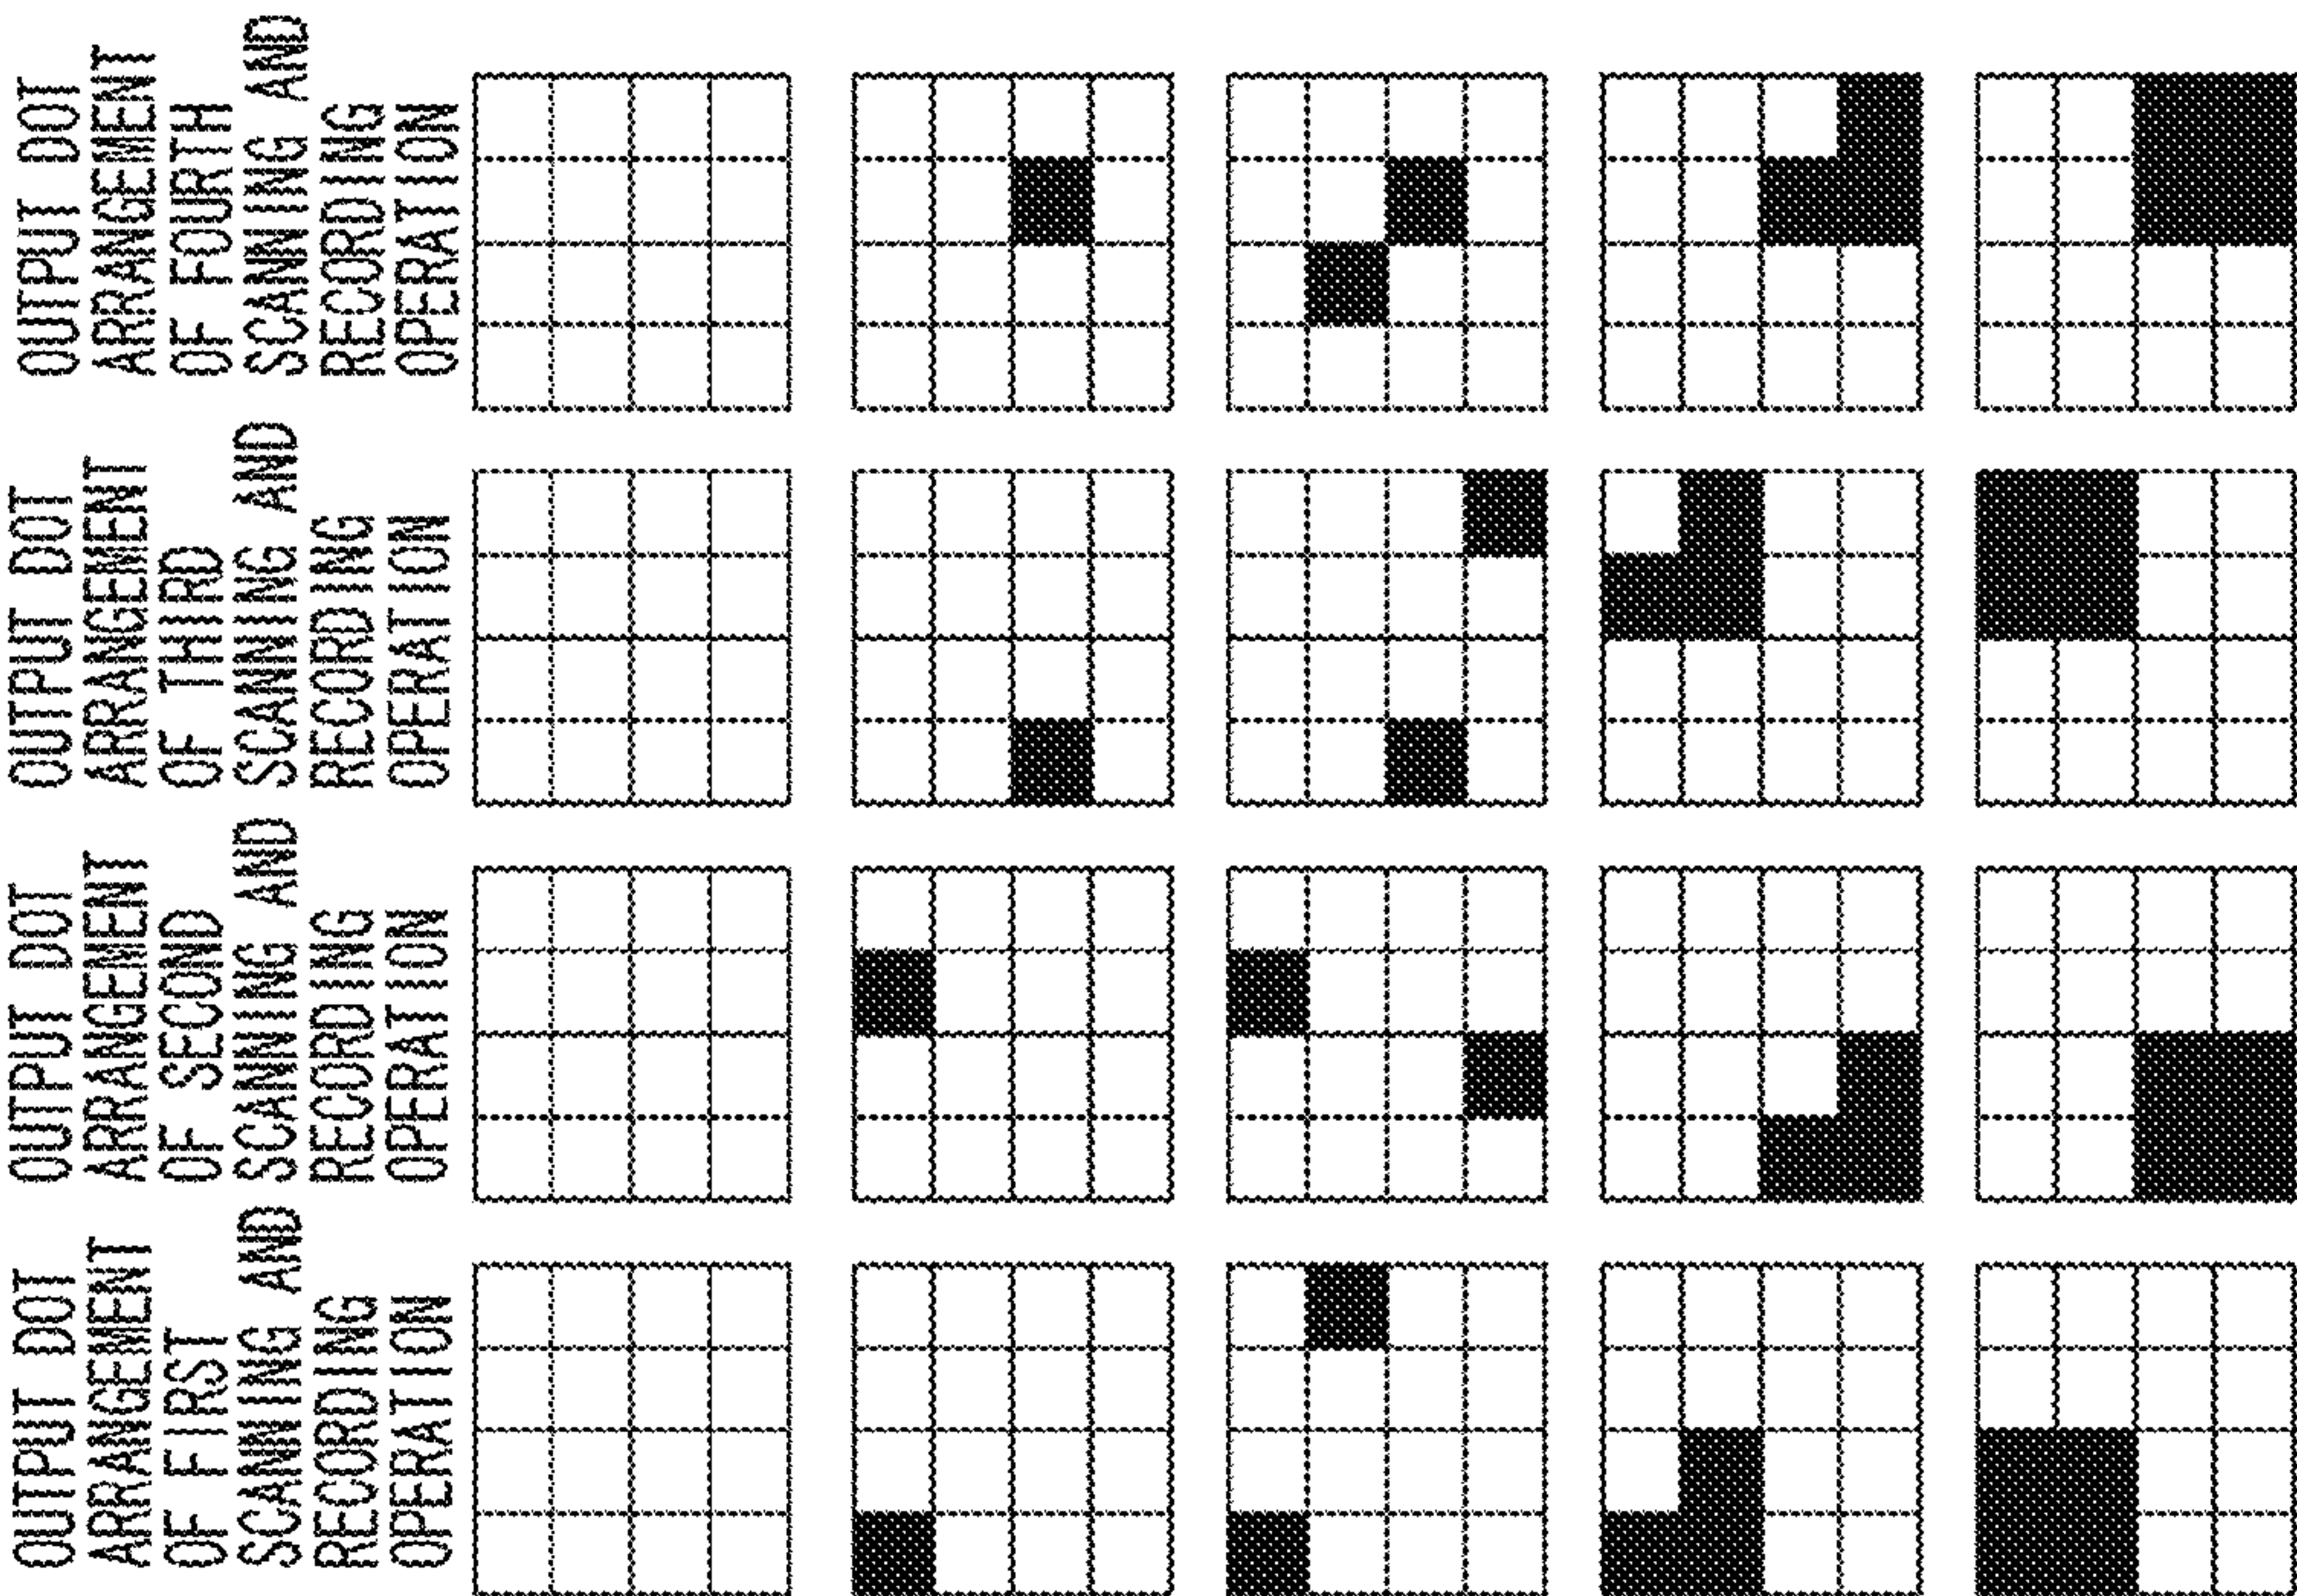 OUTPUT DOT
ARRANGEMENT
OF FIRST
SCANNING AND
RECORDING
OPERATION
OUTPUT DOT
ARRANGEMENT
OF SECOND
SCANNING AND
RECORDING
OPERATION
OUTPUT DOT
ARRANGEMENT
OF THIRD
SCANNING AND
RECORDING
OPERATION
OUTPUT DOT
ARRANGEMENT
OF FOURTH
SCANNING AND
RECORDING
OPERATION